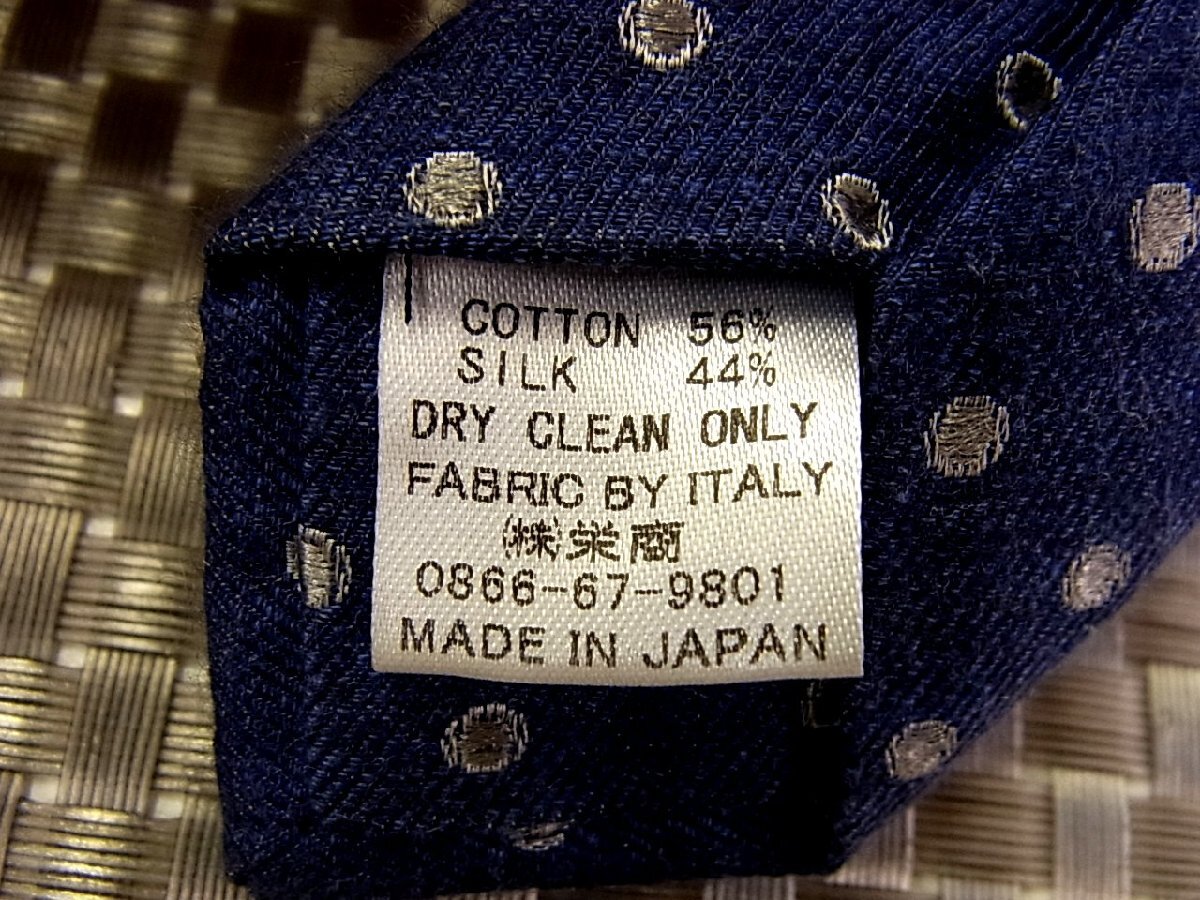 COTTON 56%
SILK 44%
DRY CLEAN ONLY
FABRIC BY ITALY
㈱栄商
0866-67-9801
MADE IN JAPAN